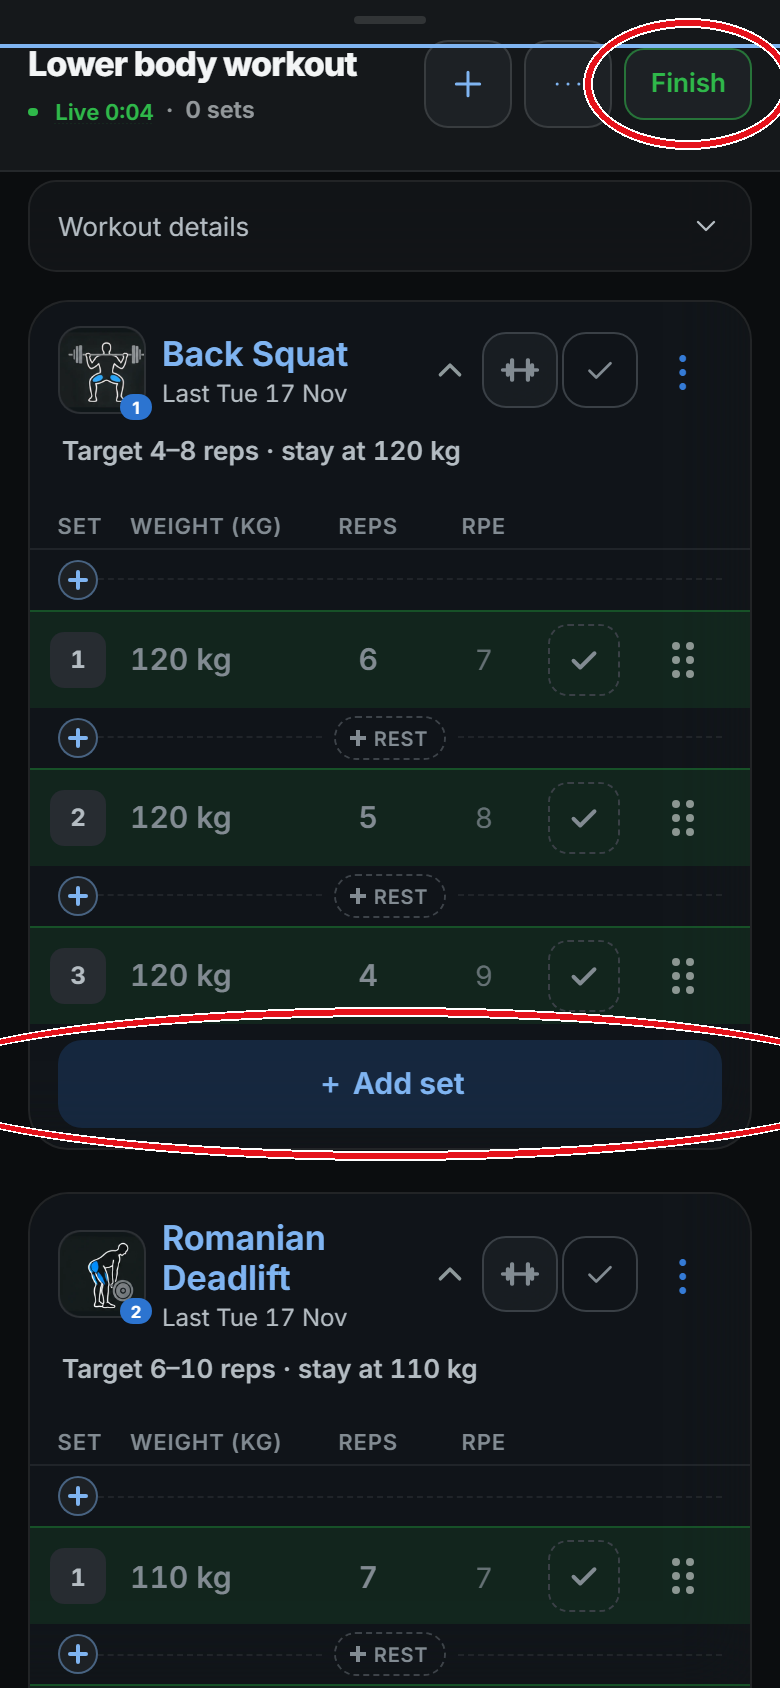 Lower body workout
Live 0:04 · 0 sets
Finish
Workout details
Back Squat
Last Tue 17 Nov
1
Target 4–8 reps · stay at 120 kg
SET WEIGHT (KG) REPS RPE
1 120 kg 6 7
+ REST
2 120 kg 5 8
+ REST
3 120 kg 4 9
+ Add set
Romanian
Deadlift
Last Tue 17 Nov
2
Target 6–10 reps · stay at 110 kg
SET WEIGHT (KG) REPS RPE
1 110 kg 7 7
+ REST